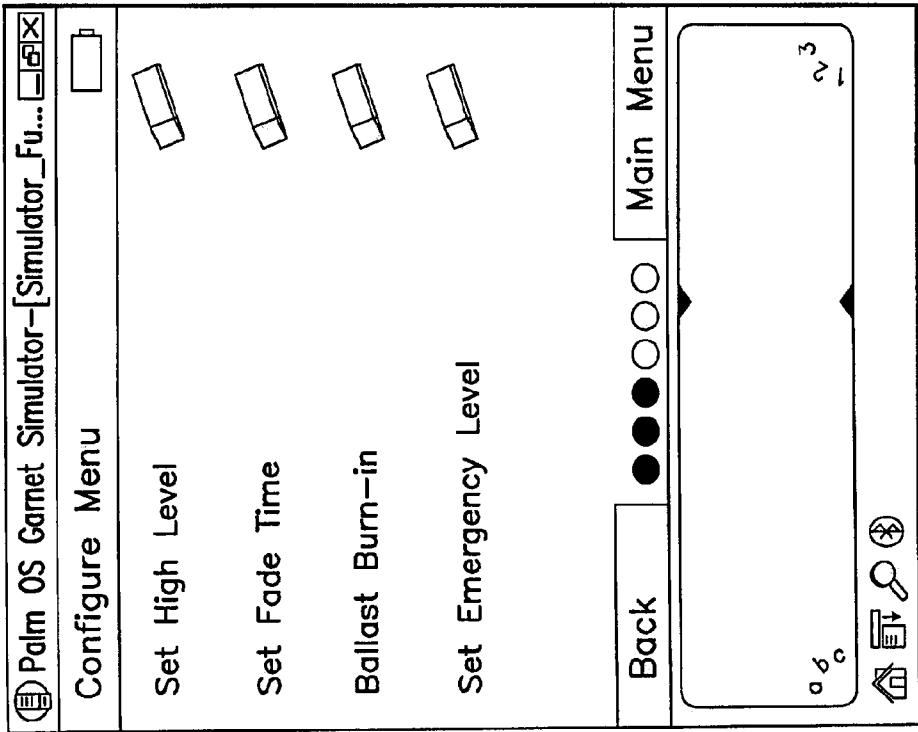 Palm OS Garnet Simulator-[Simulator_Fu...
Configure Menu
Set High Level
Set Fade Time
Ballast Burn-in
Set Emergency Level
Back Main Menu
a b c 1 2 3